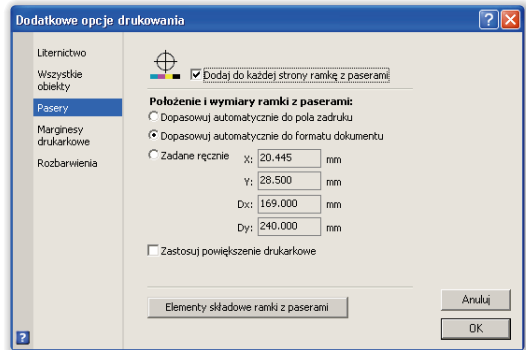 Dodatkowe opcje drukowania
Liternictwo
Wszystkie
obiekty
Pasery
Marginesy
drukarkowe
Rozbarwienia
Dodaj do każdej strony ramkę z paserami
Położenie i wymiary ramki z paserami:
Dopasowuj automatycznie do pola zadruku
Dopasowuj automatycznie do formatu dokumentu
Zadane ręcznie X: 20.445 mm
Y: 28.500 mm
Dx: 169.000 mm
Dy: 240.000 mm
Zastosuj powiększenie drukarkowe
Elementy składowe ramki z paserami
Anuluj
OK